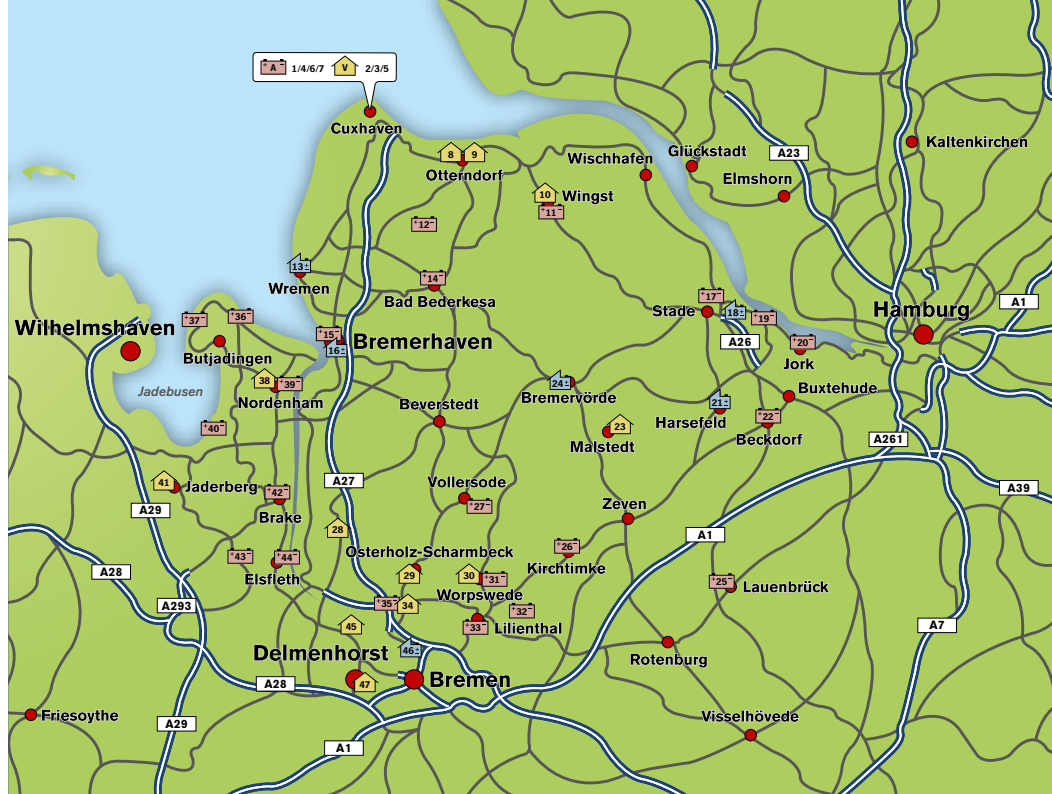 + A - 1/4/6/7 V 2/3/5
Cuxhaven
8 9
Otterndorf
Wischhafen
Glückstadt
A23
Kaltenkirchen
Elmshorn
10
Wingst
+11-
+12-
13±
Wremen
+14-
Bad Bederkesa
+17-
Stade
18±
+19-
A26
+20-
Jork
Hamburg
A1
Wilhelmshaven
+37-
+36-
Butjadingen
+15-
16±
Bremerhaven
Jadebusen
38
+39-
Nordenham
+40-
Beverstedt
24±
Bremervörde
23
Malstedt
21±
Harsefeld
Buxtehude
+22-
Beckdorf
A261
A39
41
Jaderberg
A29
+42-
Brake
A27
Vollersode
+27-
Zeven
A1
28
Osterholz-Scharmbeck
29
30
+31-
Worpswede
+26-
Kirchtimke
+43-
+44-
Elsfleth
A28
A293
+35-
34
+32-
+33-
Lilienthal
+25-
Lauenbrück
A7
45
46±
Delmenhorst
47
Bremen
Rotenburg
A28
Friesoythe
A29
A1
Visselhövede